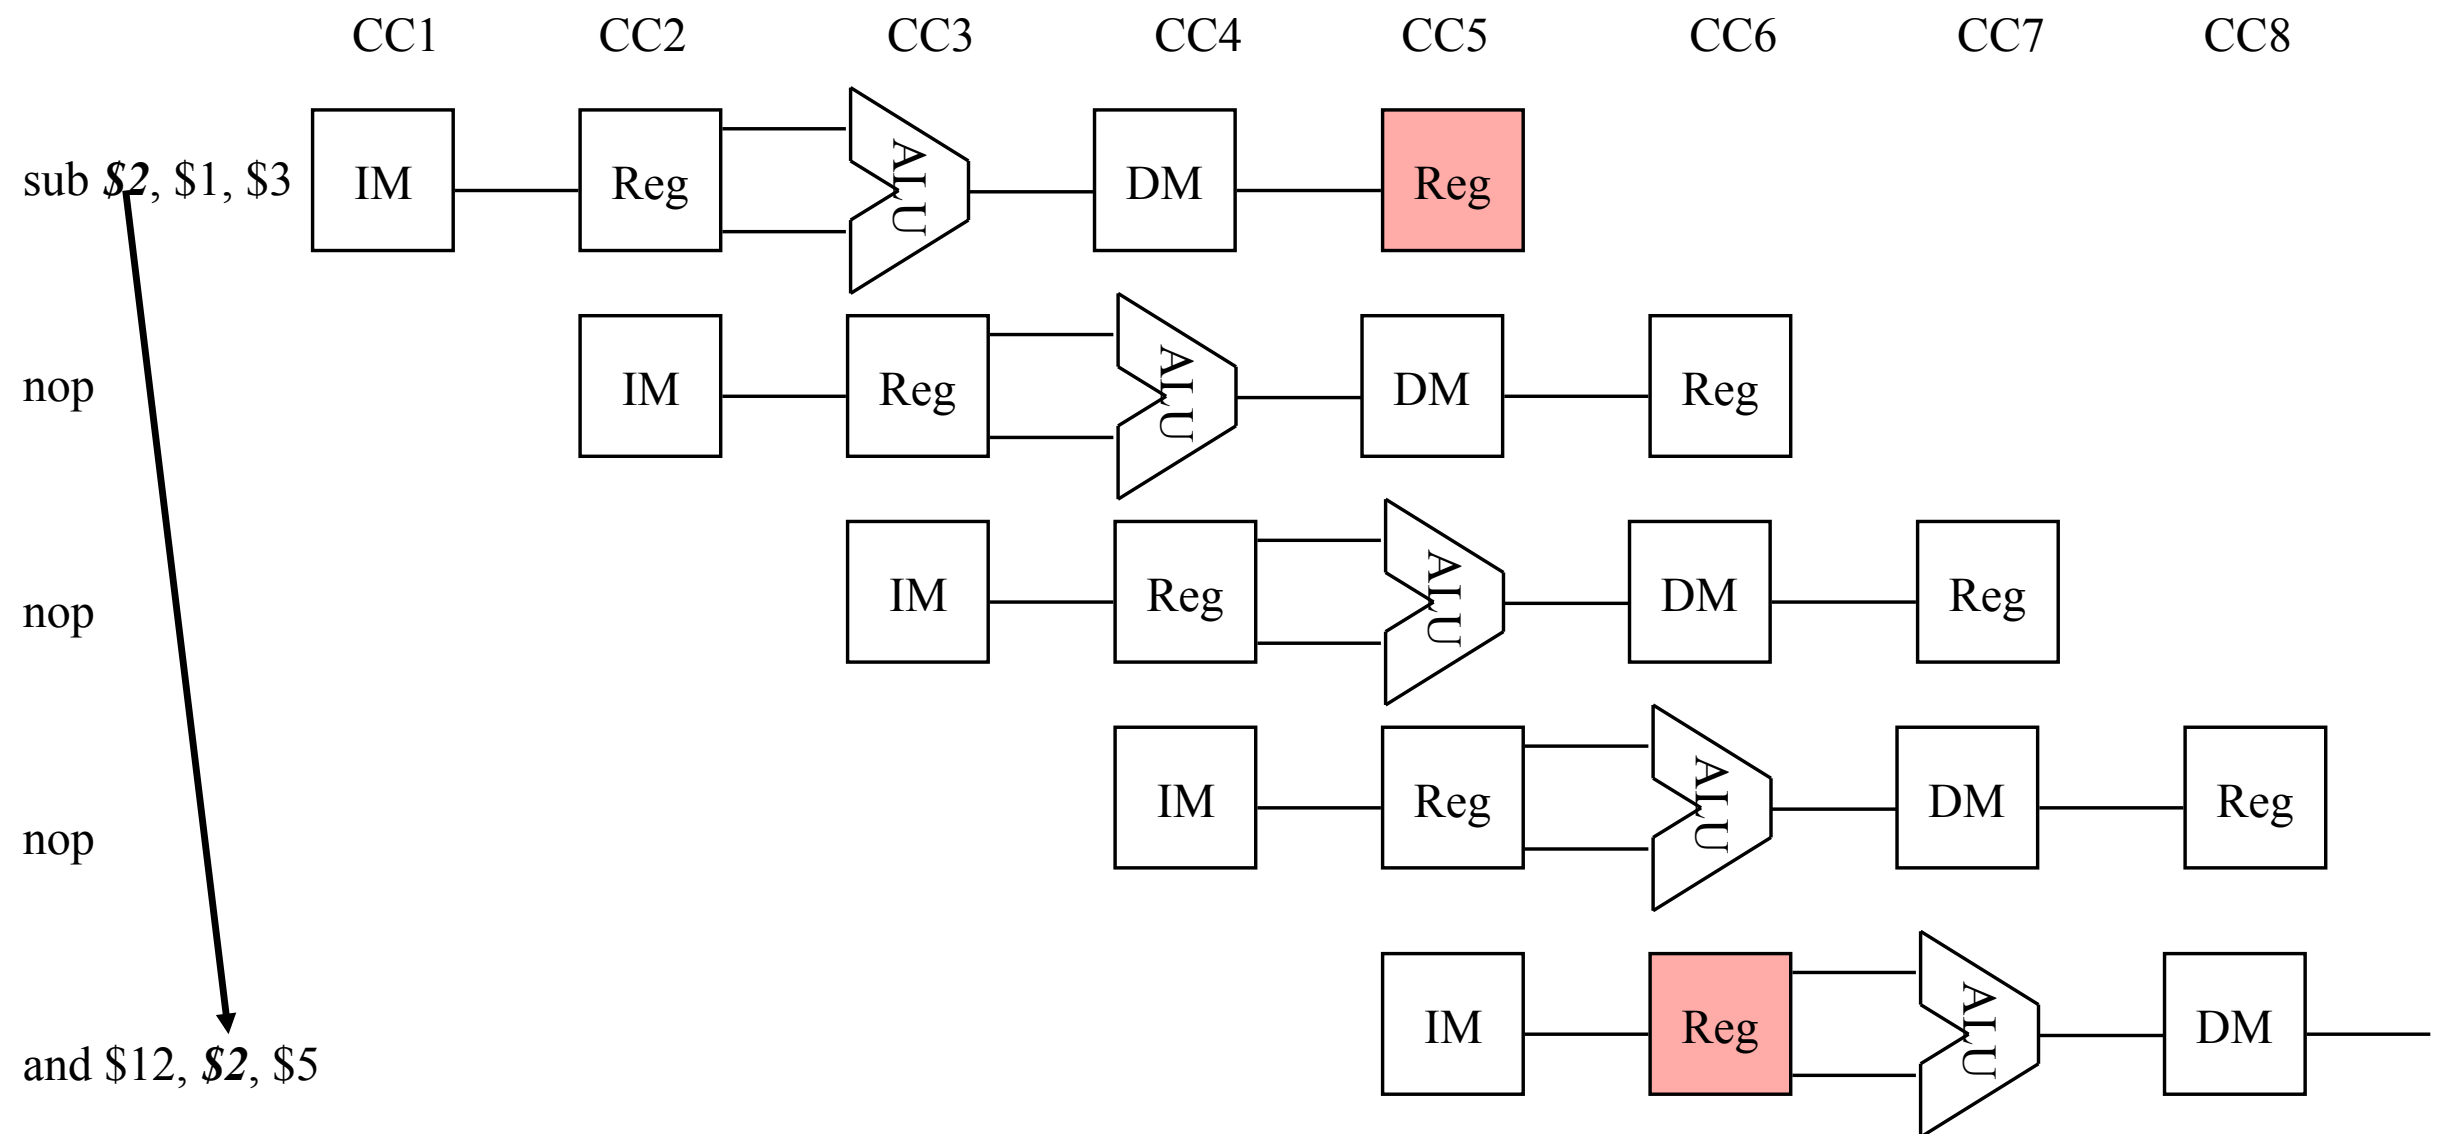 CC1 CC2 CC3 CC4 CC5 CC6 CC7 CC8
sub $2, $1, $3 IM Reg ALU DM Reg
nop IM Reg ALU DM Reg
nop IM Reg ALU DM Reg
nop IM Reg ALU DM Reg
and $12, $2, $5 IM Reg ALU DM